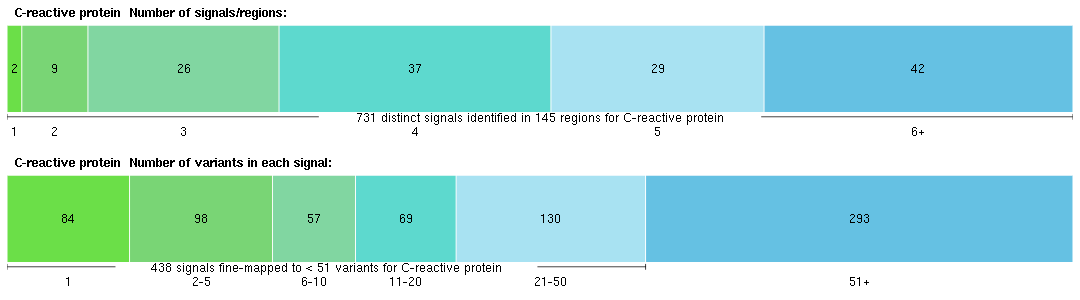 C-reactive protein Number of signals/regions:
2 9 26 37 29 42
731 distinct signals identified in 145 regions for C-reactive protein
1 2 3 4 5 6+
C-reactive protein Number of variants in each signal:
84 98 57 69 130 293
438 signals fine-mapped to < 51 variants for C-reactive protein
1 2-5 6-10 11-20 21-50 51+